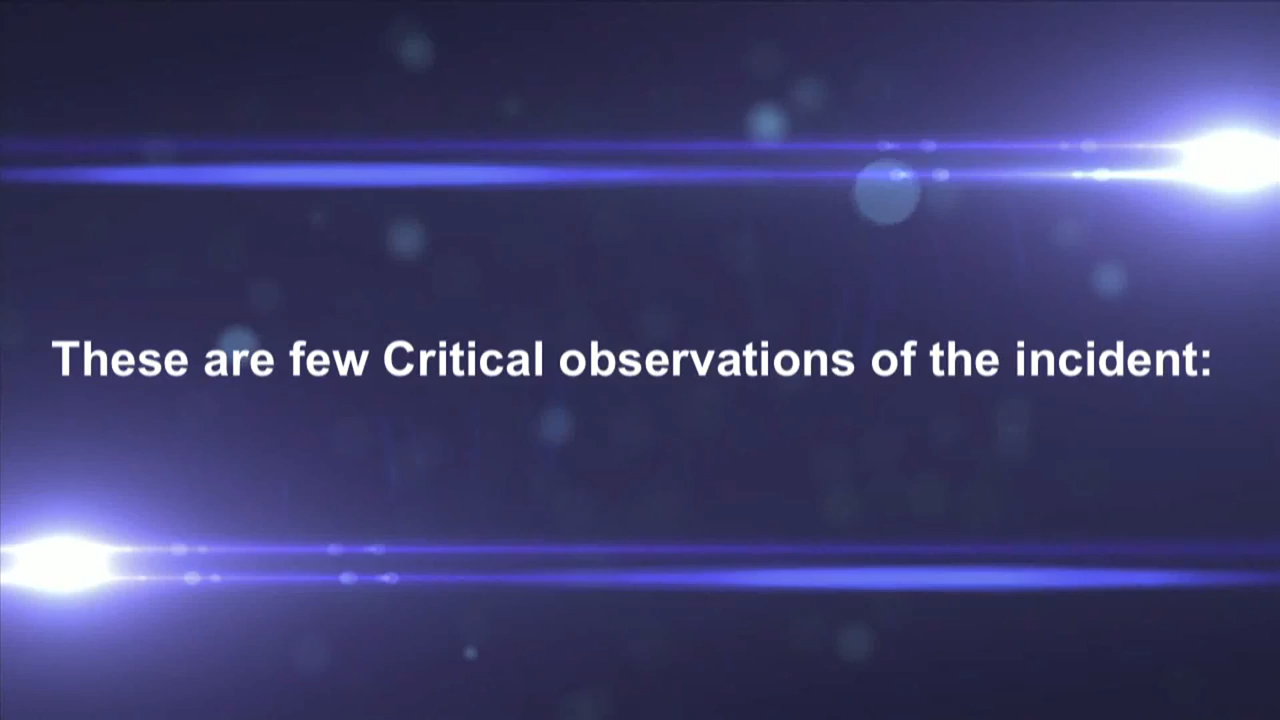 These are few Critical observations of the incident: